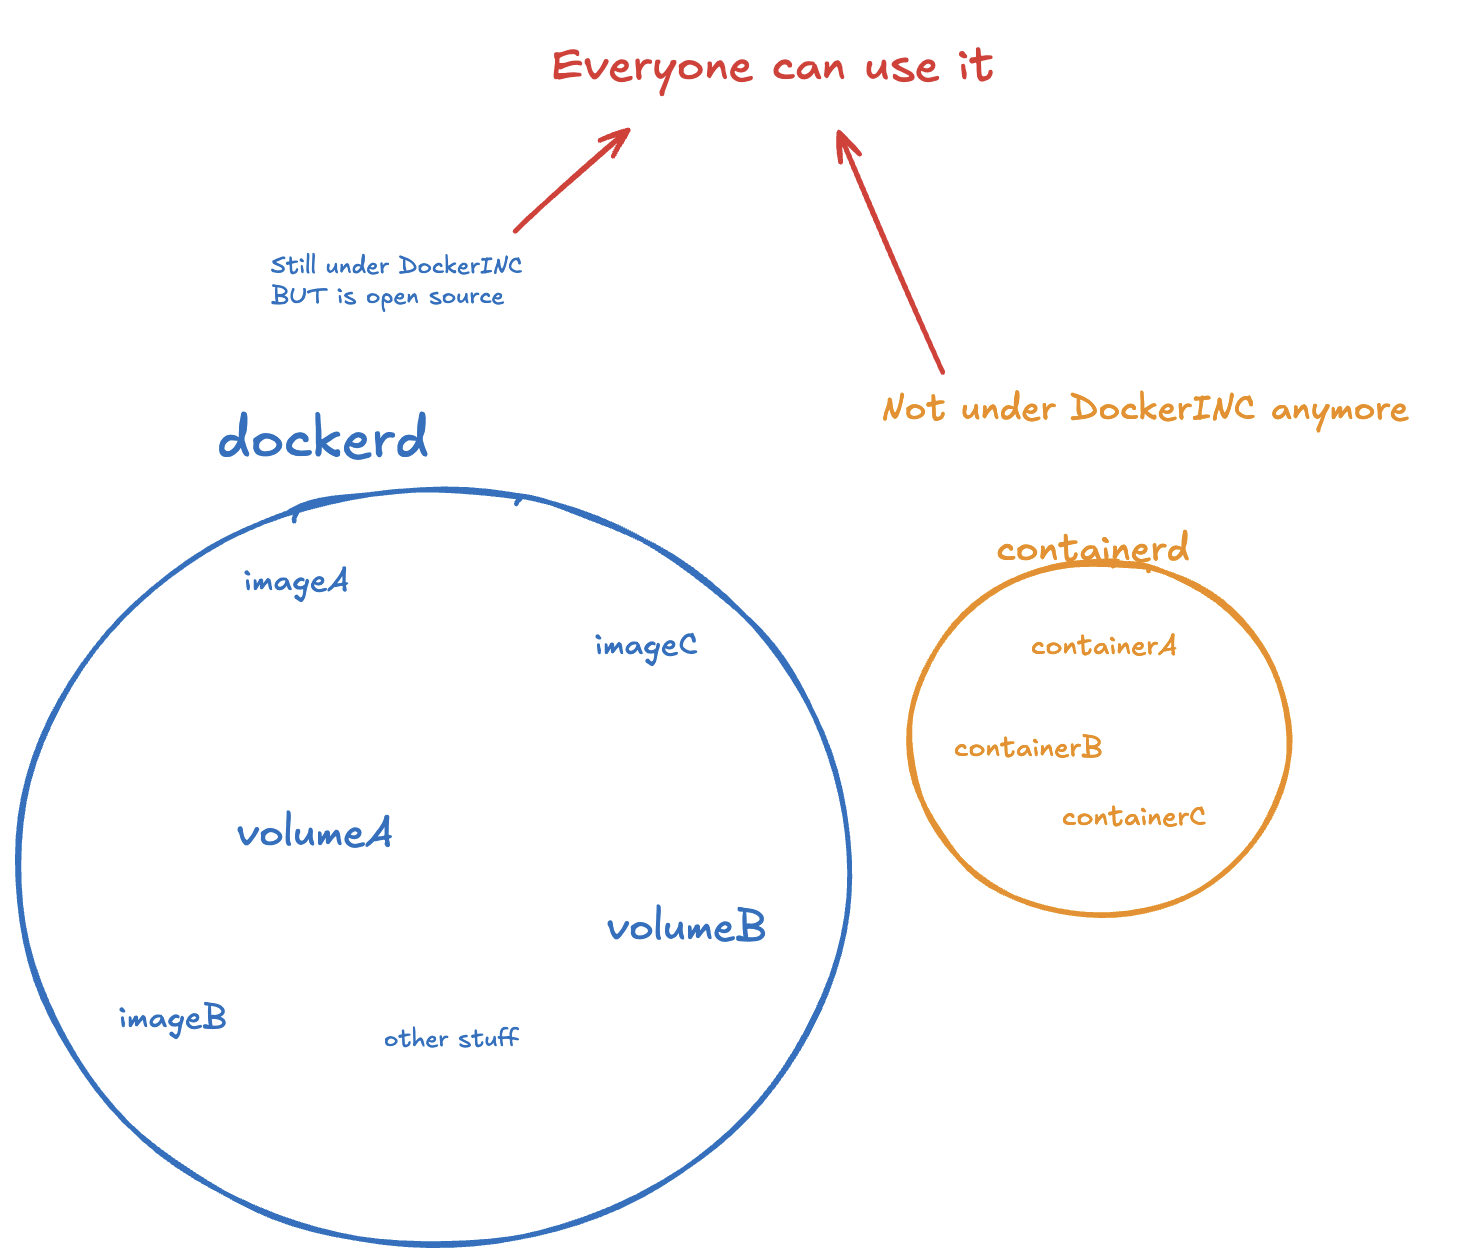 Everyone can use it
Still under DockerINC
BUT is open source
Not under DockerINC anymore
dockerd
imageA
imageC
volumeA
volumeB
imageB
other stuff
containerd
containerA
containerB
containerC